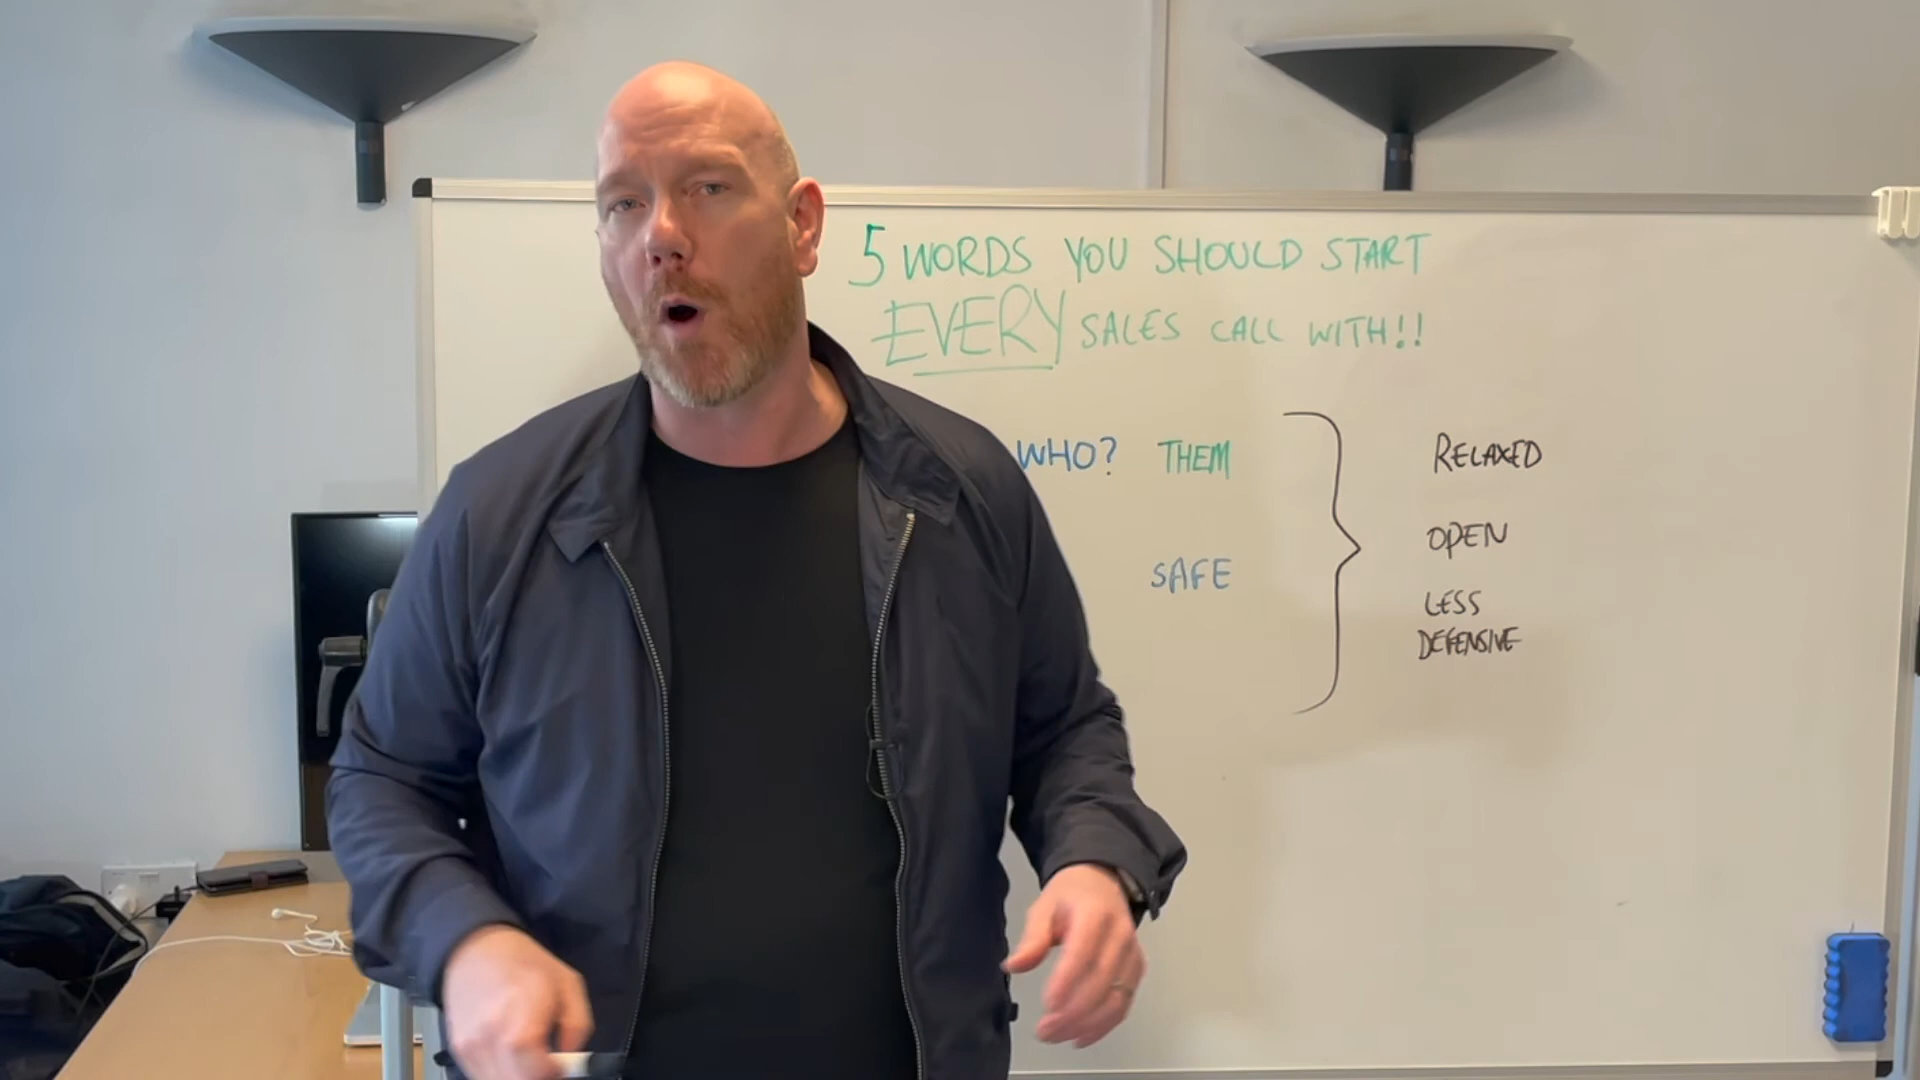 5 WORDS YOU SHOULD START
EVERY SALES CALL WITH!!
WHO? THEM
SAFE
RELAXED
OPEN
LESS
DEFENSIVE